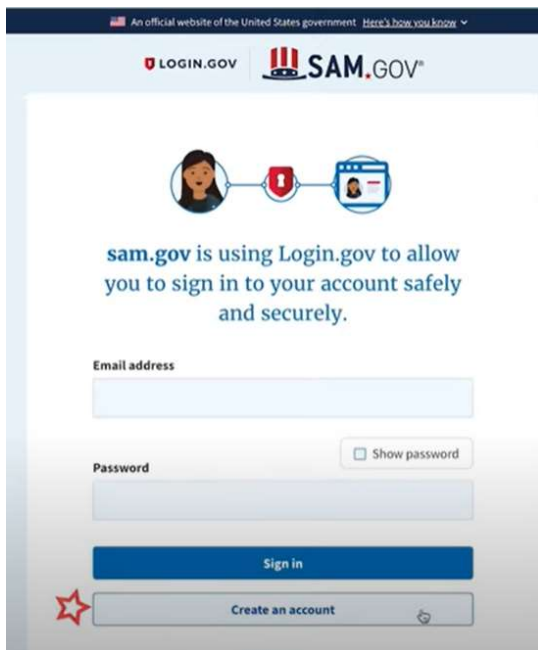 An official website of the United States government Here's how you know
LOGIN.GOV SAM.GOV®
sam.gov is using Login.gov to allow
you to sign in to your account safely
and securely.
Email address
Show password
Password
Sign in
Create an account